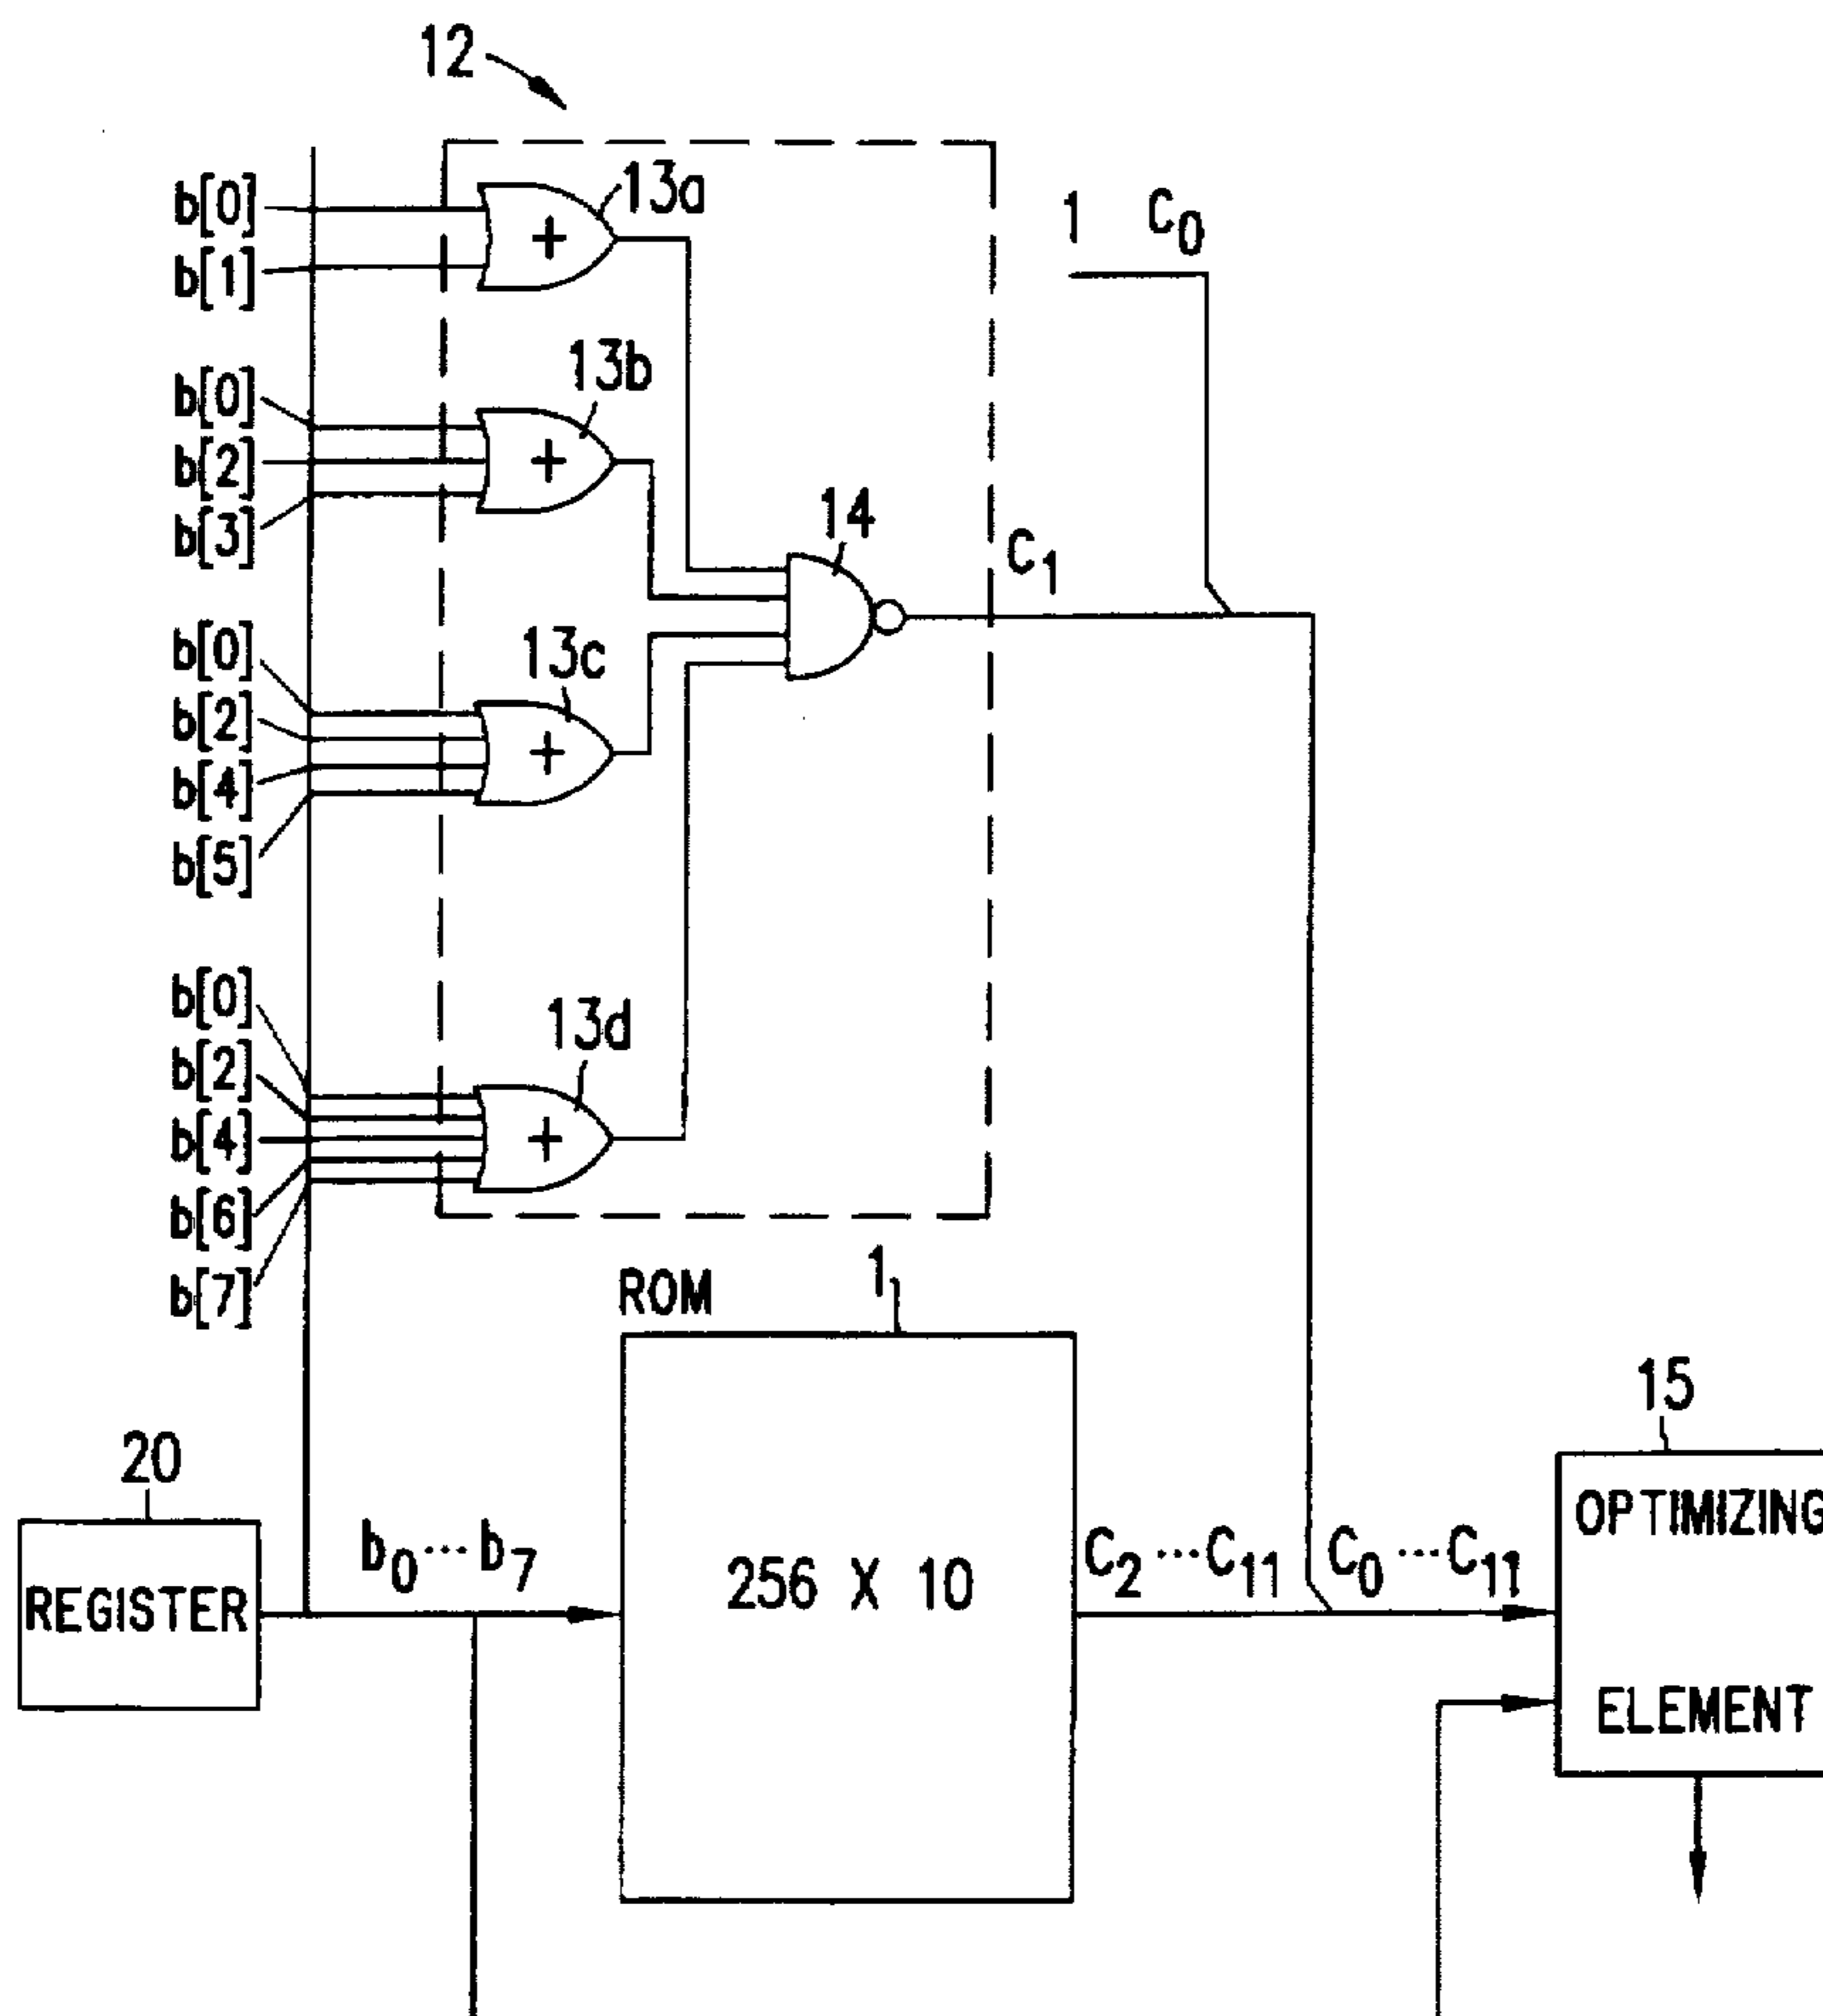 12
b[0]
13a
b[1]
1 C0
b[0]
13b
b[2]
b[3]
14
C1
b[0]
13c
b[2]
b[4]
b[5]
b[0]
13d
b[2]
b[4]
b[6]
b[7]
ROM
1
20
15
REGISTER
b0...b7
256 X 10
C2...C11
C0...C11
OPTIMIZING
ELEMENT
+
+
+
+